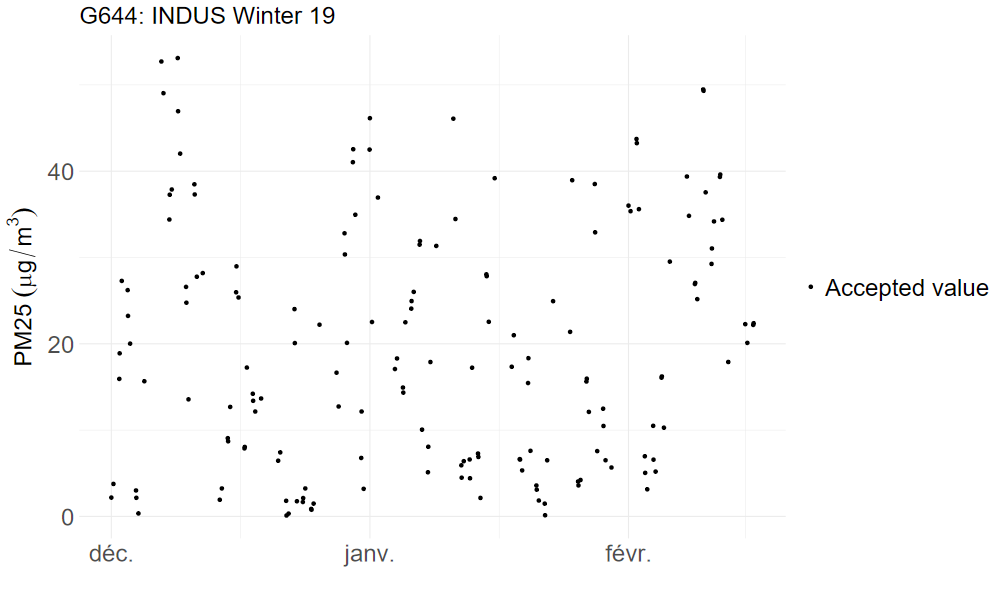 G644: INDUS Winter 19
PM25 (μg/m³)
40
20
0
déc.
janv.
févr.
Accepted value